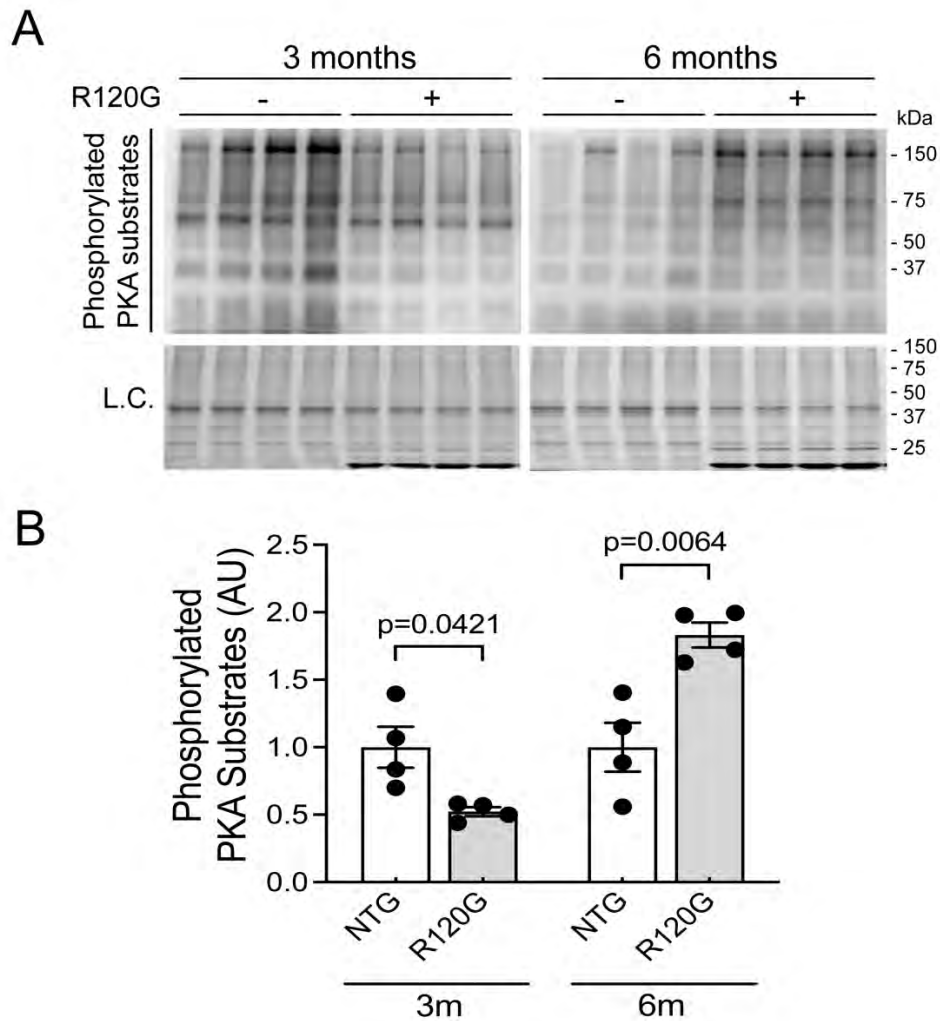 A
3 months 6 months
R120G - + - +
kDa
Phosphorylated
PKA substrates
- 150
- 75
- 50
- 37
L.C.
- 150
- 75
- 50
- 37
- 25
B
Phosphorylated
PKA Substrates (AU)
2.5
2.0
1.5
1.0
0.5
0.0
p=0.0421
p=0.0064
NTG R120G NTG R120G
3m 6m